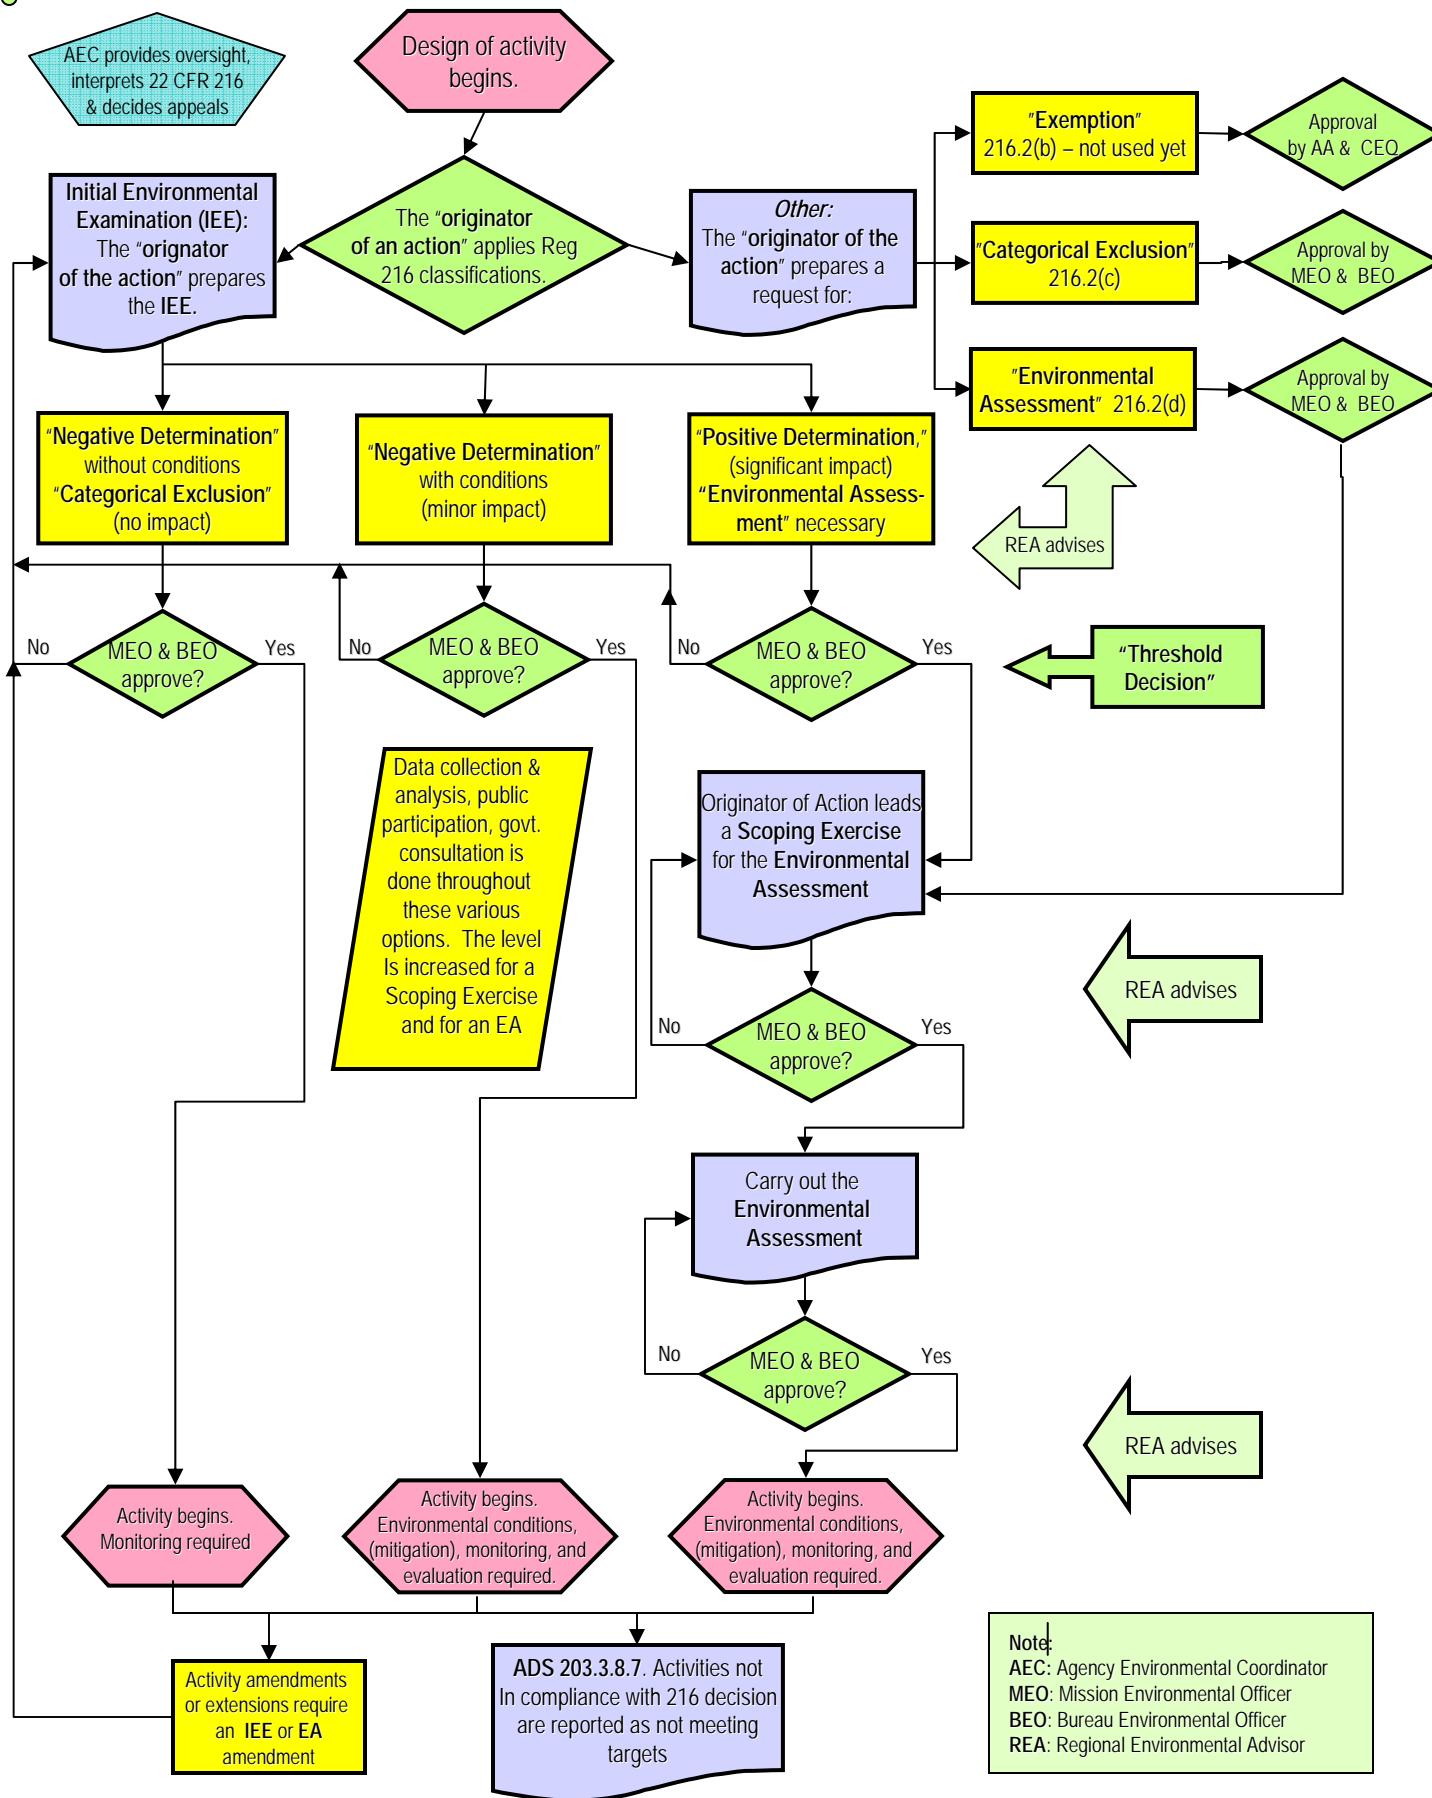 AEC provides oversight,
interprets 22 CFR 216
& decides appeals
Design of activity
begins.
"Exemption"
216.2(b) – not used yet
Approval
by AA & CEQ
Initial Environmental
Examination (IEE):
The "orignator
of the action" prepares
the IEE.
The "originator
of an action" applies Reg
216 classifications.
Other:
The "originator of the
action" prepares a
request for:
"Categorical Exclusion"
216.2(c)
Approval by
MEO & BEO
"Environmental
Assessment" 216.2(d)
Approval by
MEO & BEO
"Negative Determination"
without conditions
"Categorical Exclusion"
(no impact)
"Negative Determination"
with conditions
(minor impact)
"Positive Determination,"
(significant impact)
"Environmental Assess-
ment" necessary
REA advises
No
MEO & BEO
approve?
Yes
No
MEO & BEO
approve?
Yes
No
MEO & BEO
approve?
Yes
"Threshold
Decision"
Data collection &
analysis, public
participation, govt.
consultation is
done throughout
these various
options. The level
Is increased for a
Scoping Exercise
and for an EA
Originator of Action leads
a Scoping Exercise
for the Environmental
Assessment
REA advises
No
MEO & BEO
approve?
Yes
Carry out the
Environmental
Assessment
No
MEO & BEO
approve?
Yes
REA advises
Activity begins.
Monitoring required
Activity begins.
Environmental conditions,
(mitigation), monitoring, and
evaluation required.
Activity begins.
Environmental conditions,
(mitigation), monitoring, and
evaluation required.
Activity amendments
or extensions require
an IEE or EA
amendment
ADS 203.3.8.7. Activities not
In compliance with 216 decision
are reported as not meeting
targets
Note:
AEC: Agency Environmental Coordinator
MEO: Mission Environmental Officer
BEO: Bureau Environmental Officer
REA: Regional Environmental Advisor